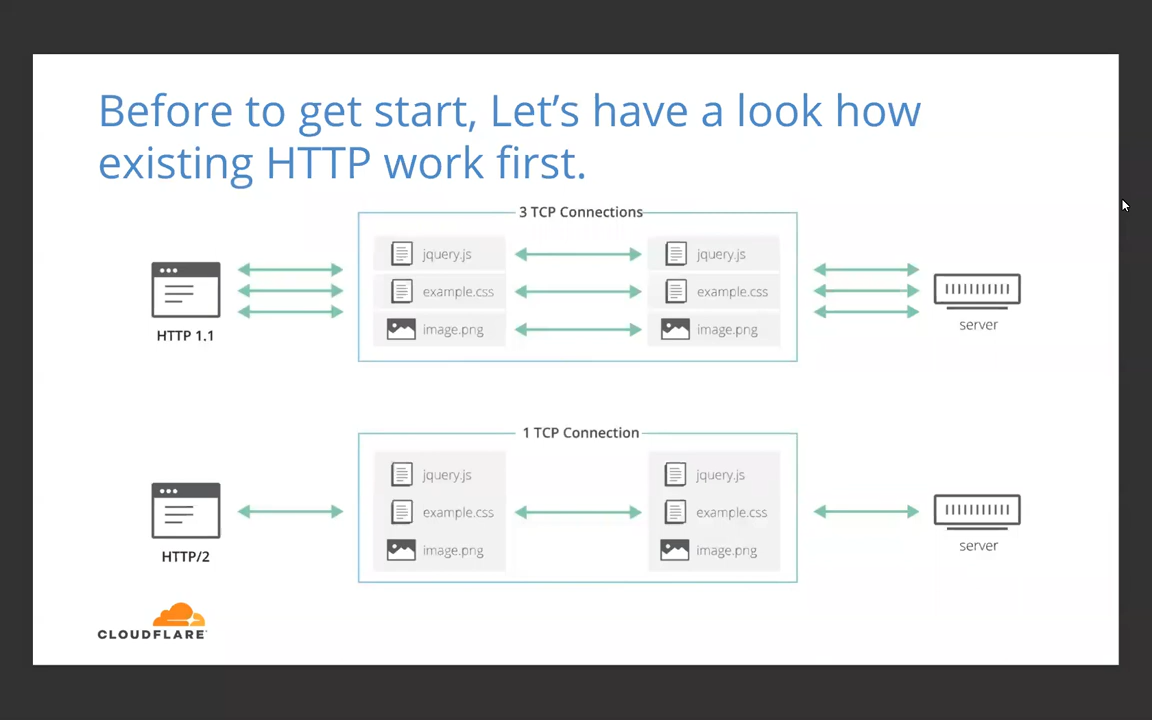 Before to get start, Let's have a look how
existing HTTP work first.
3 TCP Connections
jquery.js
jquery.js
example.css
example.css
image.png
image.png
HTTP 1.1
server
1 TCP Connection
jquery.js
jquery.js
example.css
example.css
image.png
image.png
HTTP/2
server
CLOUDFLARE